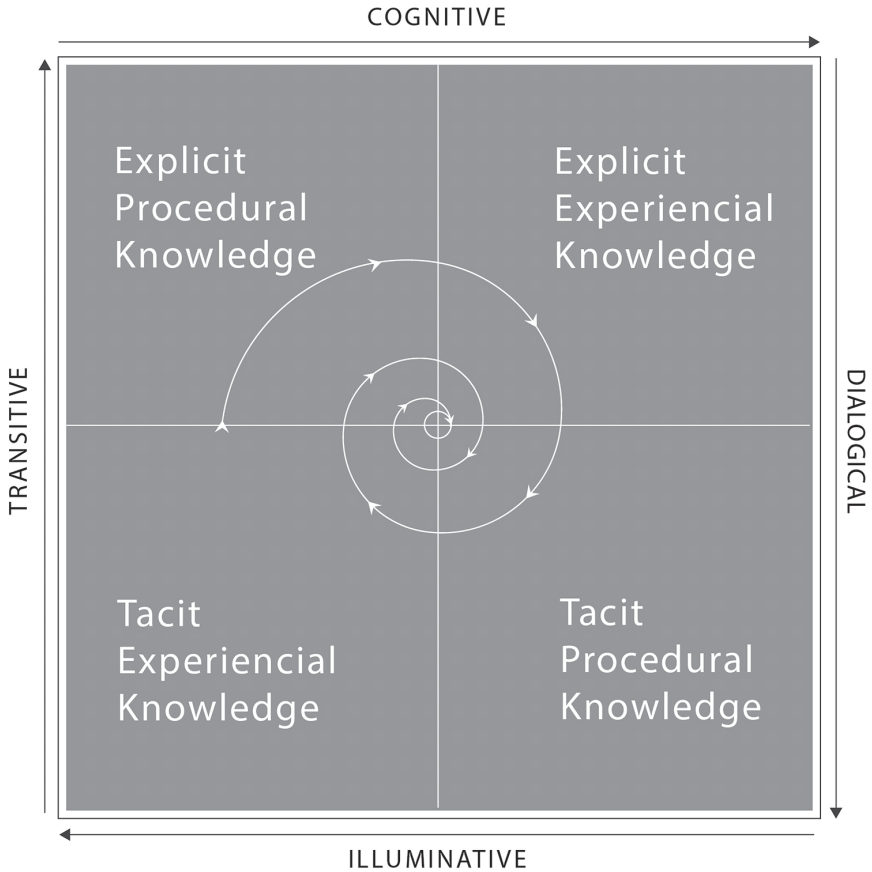 COGNITIVE
Explicit
Procedural
Knowledge
Explicit
Experiencial
Knowledge
TRANSITIVE
DIALOGICAL
Tacit
Experiencial
Knowledge
Tacit
Procedural
Knowledge
ILLUMINATIVE